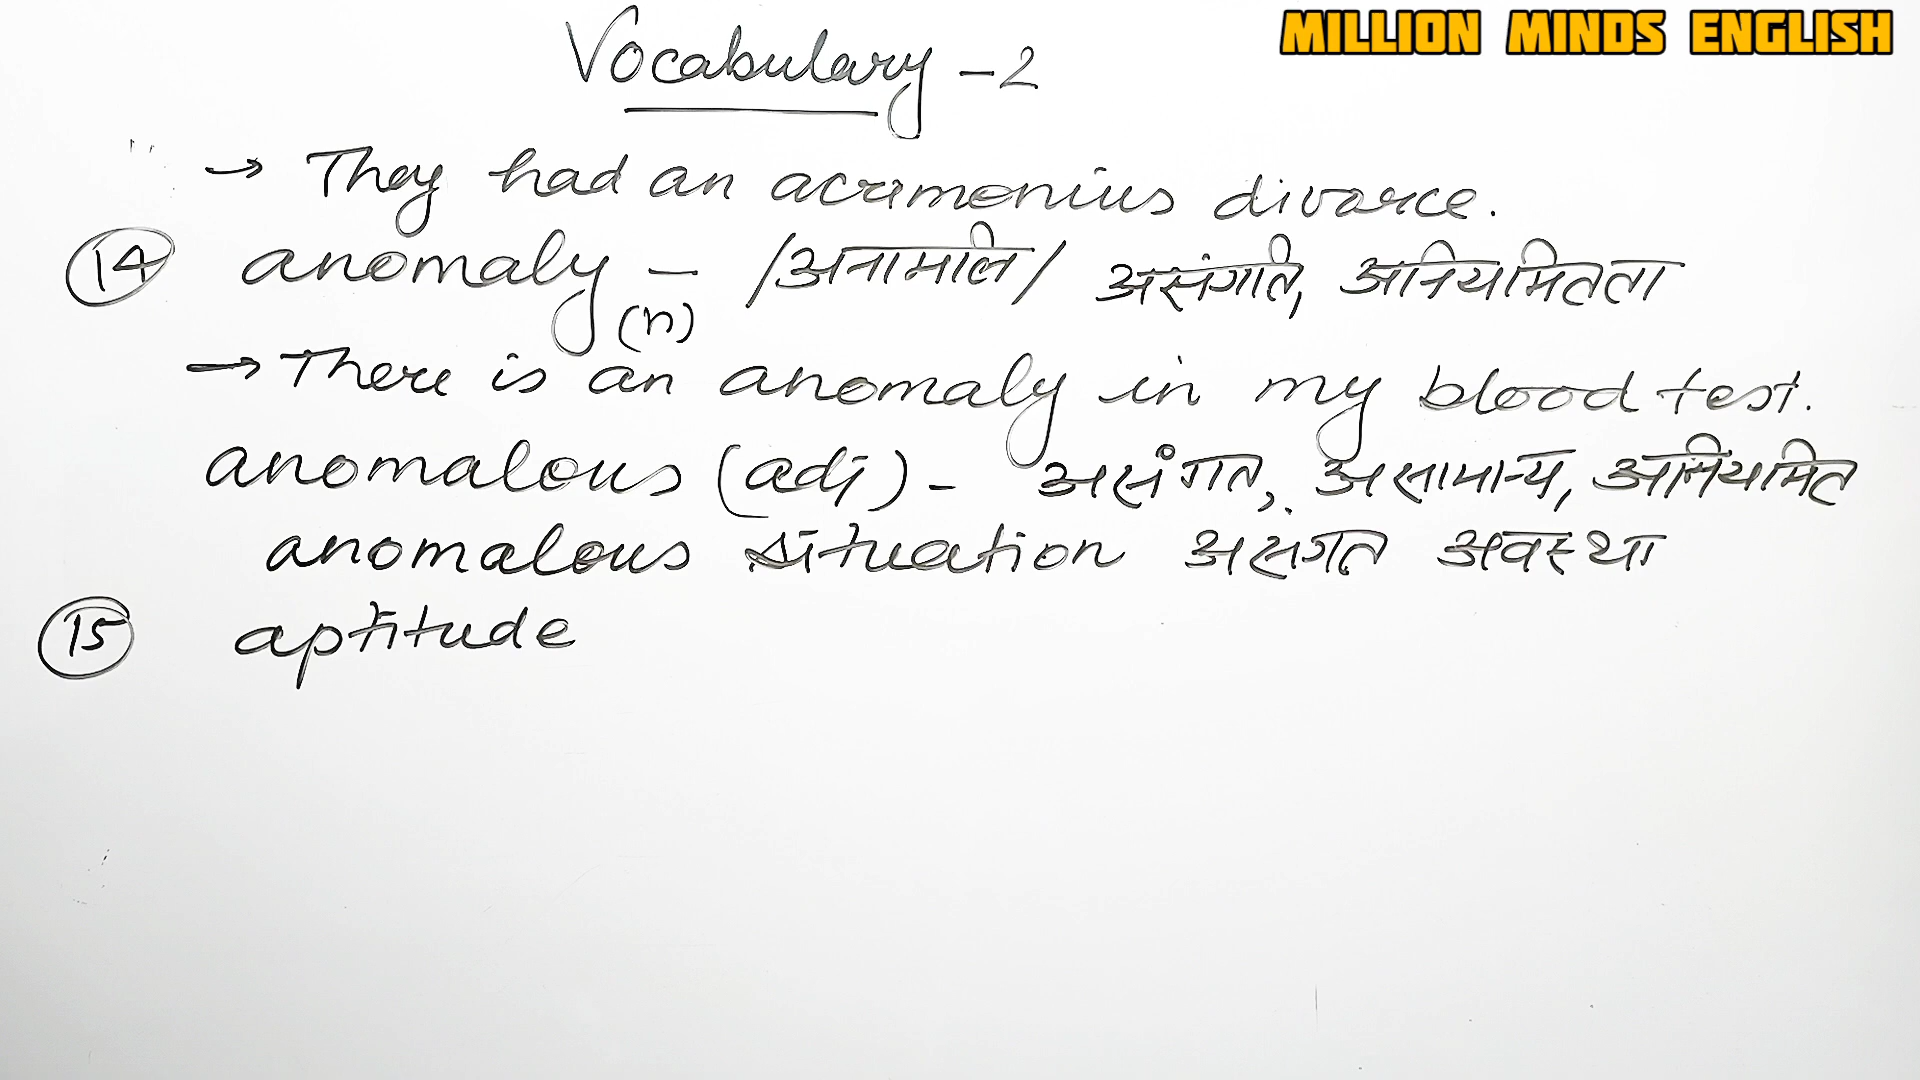 MILLION MINDS ENGLISH
Vocabulary - 2
→ They had an acrimonius divorce.
14 anomaly - /अनामलि/ असंगति, अनियमितता
(n)
→ There is an anomaly in my blood test.
anomalous (adj) - असंगत, असामान्य, अनियमित
anomalous situation असंगत अवस्था
15 aptitude